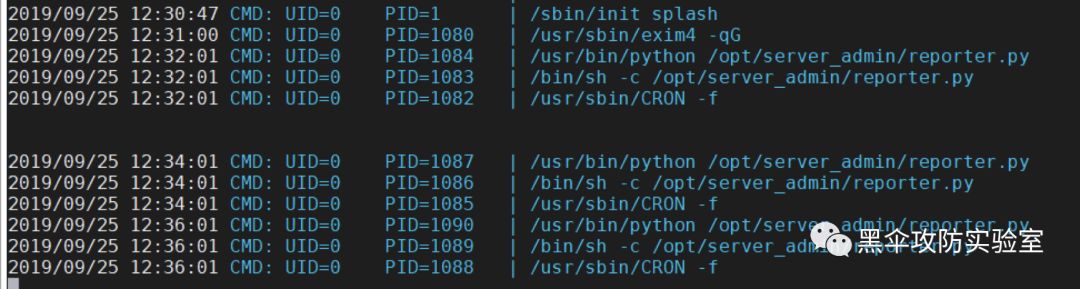 2019/09/25 12:30:47 CMD: UID=0 PID=1 | /sbin/init splash
2019/09/25 12:31:00 CMD: UID=0 PID=1080 | /usr/sbin/exim4 -qG
2019/09/25 12:32:01 CMD: UID=0 PID=1084 | /usr/bin/python /opt/server_admin/reporter.py
2019/09/25 12:32:01 CMD: UID=0 PID=1083 | /bin/sh -c /opt/server_admin/reporter.py
2019/09/25 12:32:01 CMD: UID=0 PID=1082 | /usr/sbin/CRON -f
2019/09/25 12:34:01 CMD: UID=0 PID=1087 | /usr/bin/python /opt/server_admin/reporter.py
2019/09/25 12:34:01 CMD: UID=0 PID=1086 | /bin/sh -c /opt/server_admin/reporter.py
2019/09/25 12:34:01 CMD: UID=0 PID=1085 | /usr/sbin/CRON -f
2019/09/25 12:36:01 CMD: UID=0 PID=1090 | /usr/bin/python /opt/server_admin/reporter.py
2019/09/25 12:36:01 CMD: UID=0 PID=1089 | /bin/sh -c /opt/server_admin/reporter.py
黑伞攻防实验室
2019/09/25 12:36:01 CMD: UID=0 PID=1088 | /usr/sbin/CRON -f